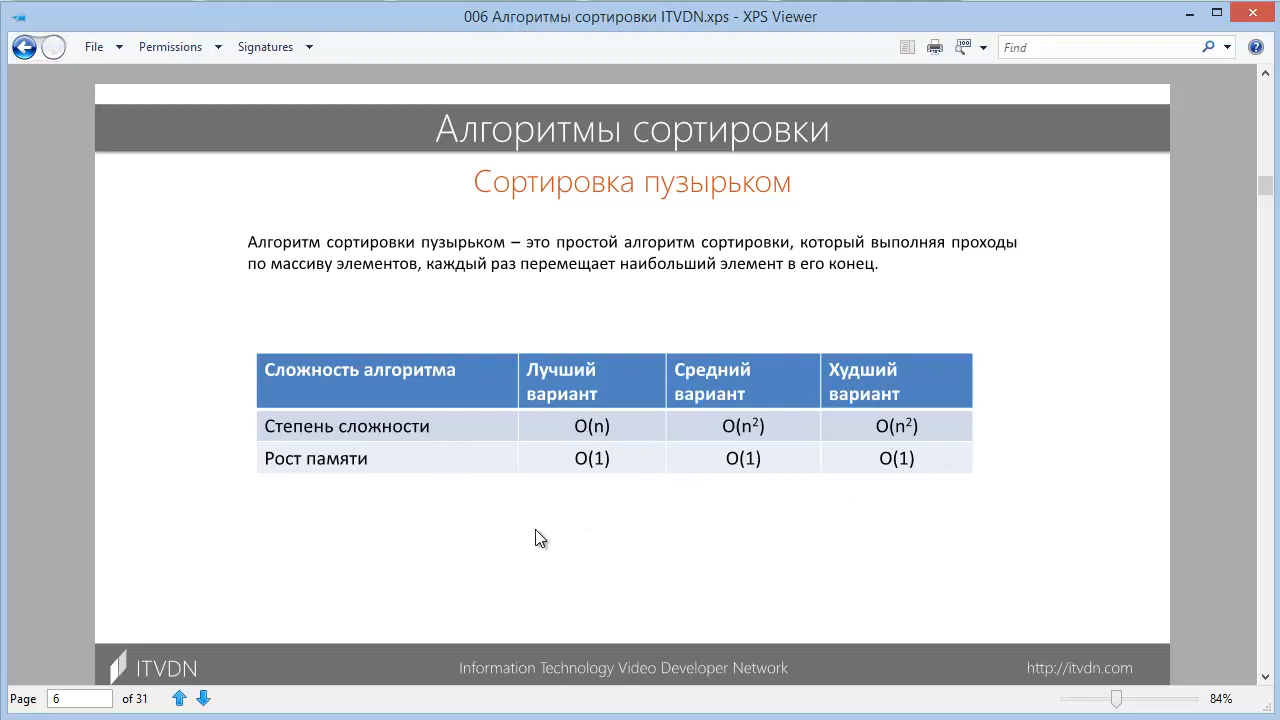 006 Алгоритмы сортировки ITVDN.xps - XPS Viewer
File Permissions Signatures Find
Алгоритмы сортировки
Сортировка пузырьком
Алгоритм сортировки пузырьком – это простой алгоритм сортировки, который выполняя проходы
по массиву элементов, каждый раз перемещает наибольший элемент в его конец.
Сложность алгоритма Лучший вариант Средний вариант Худший вариант
Степень сложности O(n) O(n²) O(n²)
Рост памяти O(1) O(1) O(1)
ITVDN Information Technology Video Developer Network http://itvdn.com
Page 6 of 31 84%